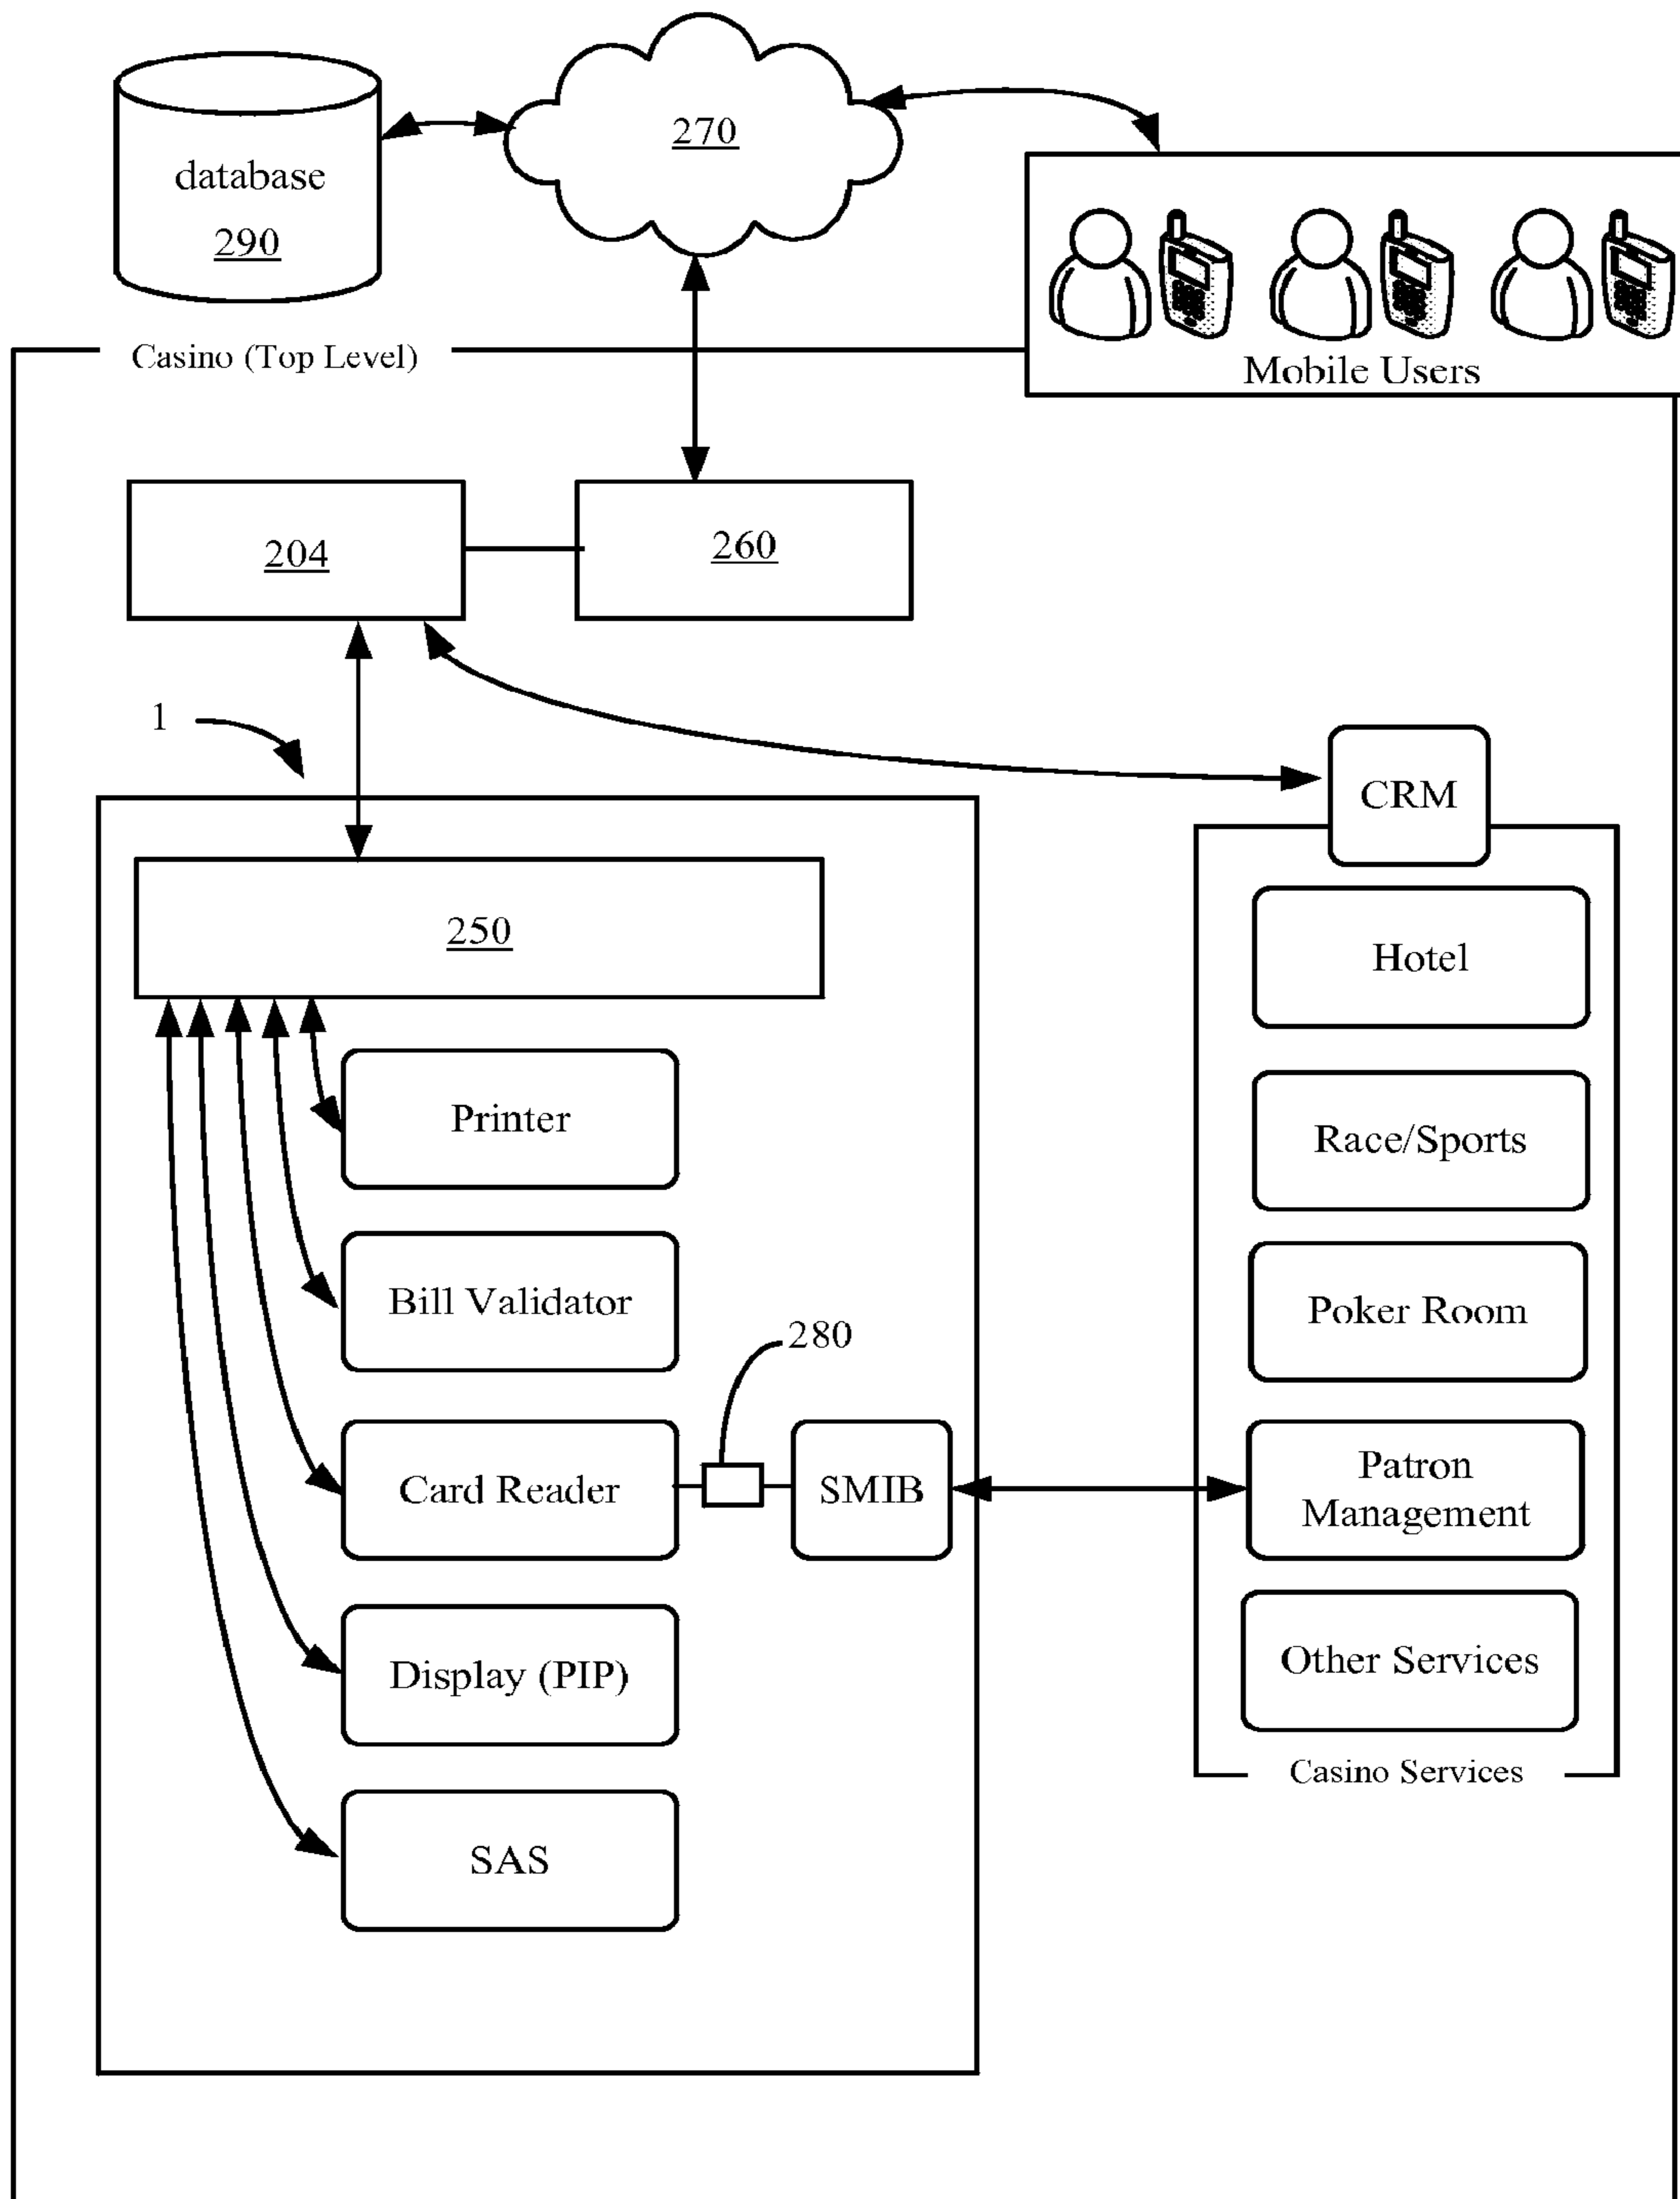 270
database
290
Casino (Top Level)
Mobile Users
204
260
1
CRM
250
Hotel
Printer
Race/Sports
Bill Validator
Poker Room
280
Card Reader
SMIB
Patron
Management
Display (PIP)
Other Services
Casino Services
SAS